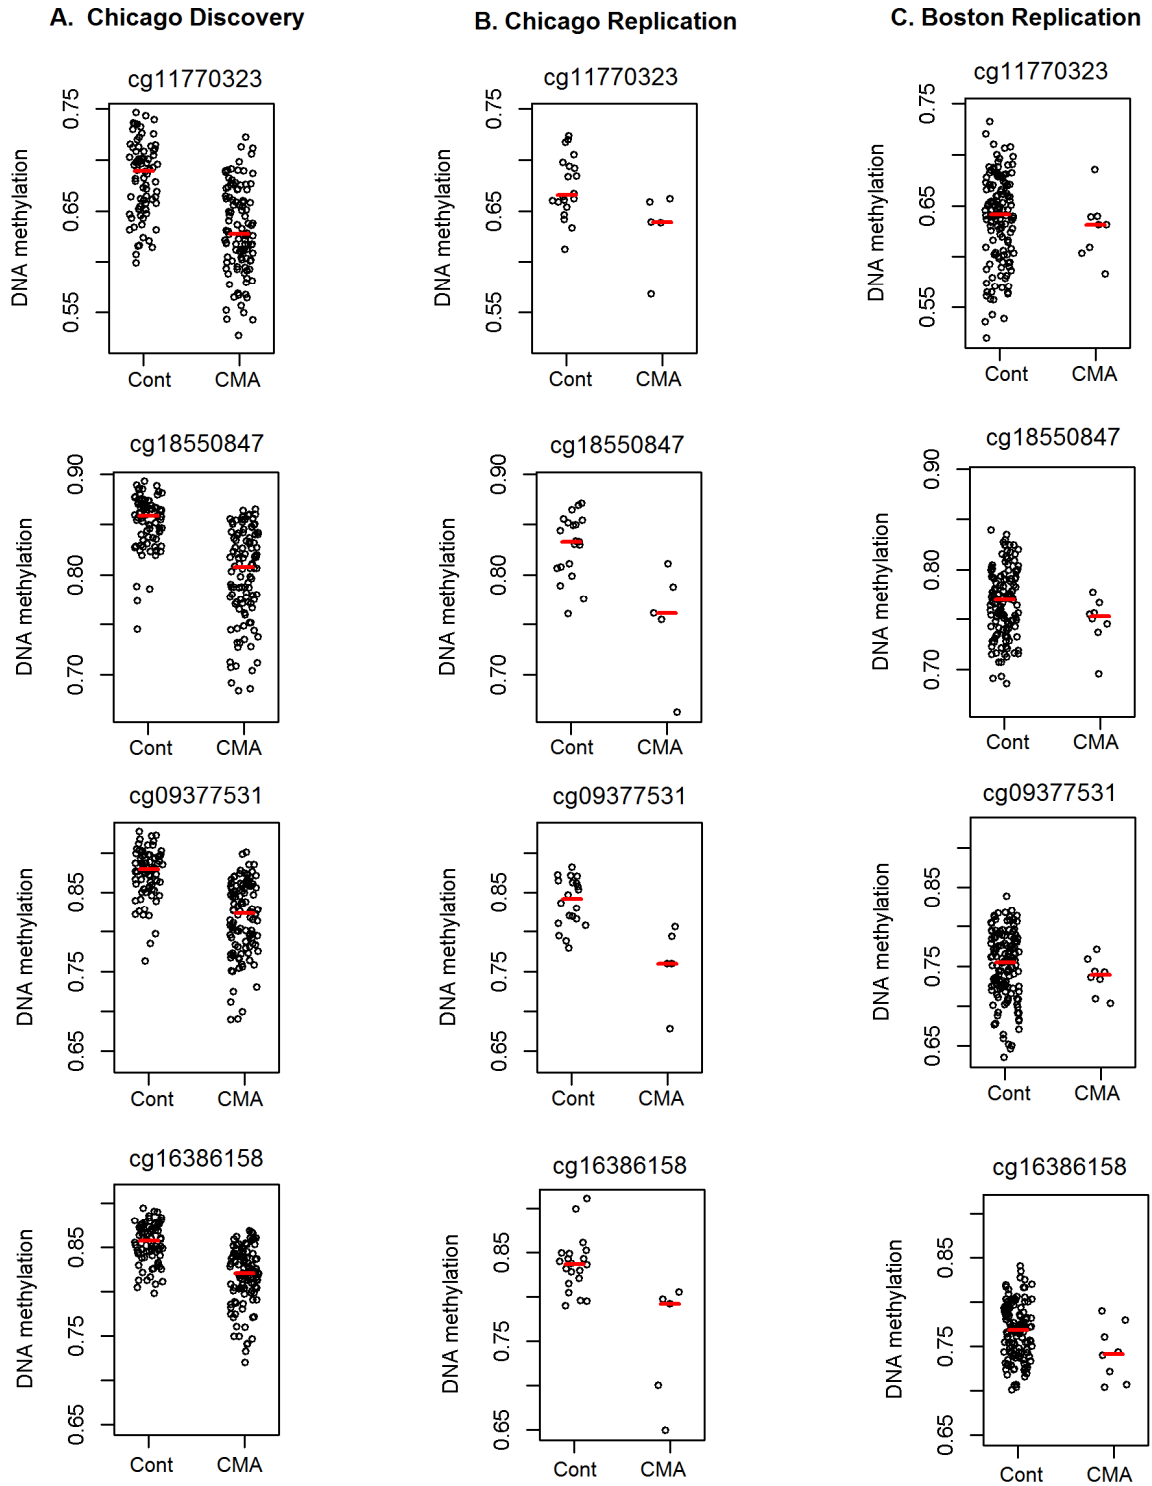 A. Chicago Discovery
B. Chicago Replication
C. Boston Replication
cg11770323
DNA methylation
0.75
0.65
0.55
Cont CMA
cg11770323
DNA methylation
0.75
0.65
0.55
Cont CMA
cg11770323
DNA methylation
0.75
0.65
0.55
Cont CMA
cg18550847
DNA methylation
0.90
0.80
0.70
Cont CMA
cg18550847
DNA methylation
0.90
0.80
0.70
Cont CMA
cg18550847
DNA methylation
0.90
0.80
0.70
Cont CMA
cg09377531
DNA methylation
0.85
0.75
0.65
Cont CMA
cg09377531
DNA methylation
0.85
0.75
0.65
Cont CMA
cg09377531
DNA methylation
0.85
0.75
0.65
Cont CMA
cg16386158
DNA methylation
0.85
0.75
0.65
Cont CMA
cg16386158
DNA methylation
0.85
0.75
0.65
Cont CMA
cg16386158
DNA methylation
0.85
0.75
0.65
Cont CMA